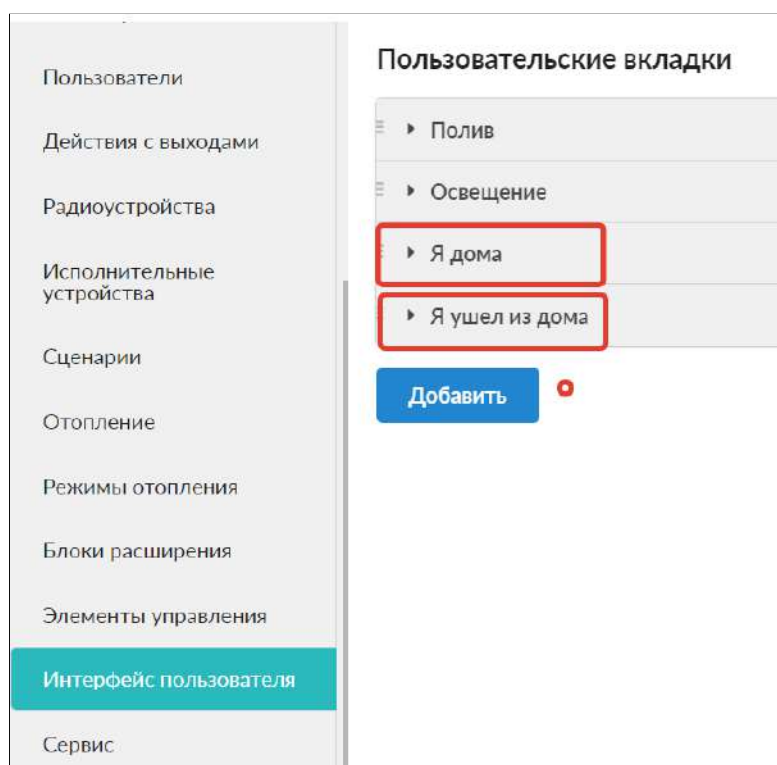 Пользователи
Действия с выходами
Радиоустройства
Исполнительные
устройства
Сценарии
Отопление
Режимы отопления
Блоки расширения
Элементы управления
Интерфейс пользователя
Сервис
Пользовательские вкладки
Полив
Освещение
Я дома
Я ушел из дома
Добавить